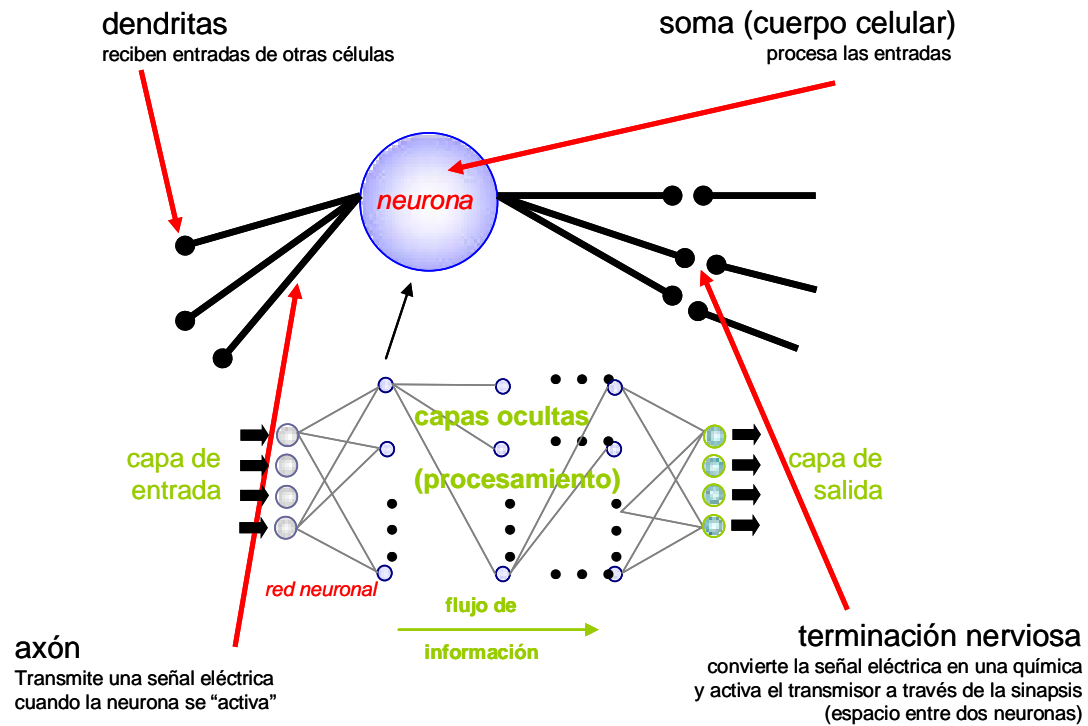 dendritas
reciben entradas de otras células
soma (cuerpo celular)
procesa las entradas
neurona
capas ocultas
(procesamiento)
capa de
entrada
capa de
salida
red neuronal
flujo de
información
axón
Transmite una señal eléctrica
cuando la neurona se “activa”
terminación nerviosa
convierte la señal eléctrica en una química
y activa el transmisor a través de la sinapsis
(espacio entre dos neuronas)